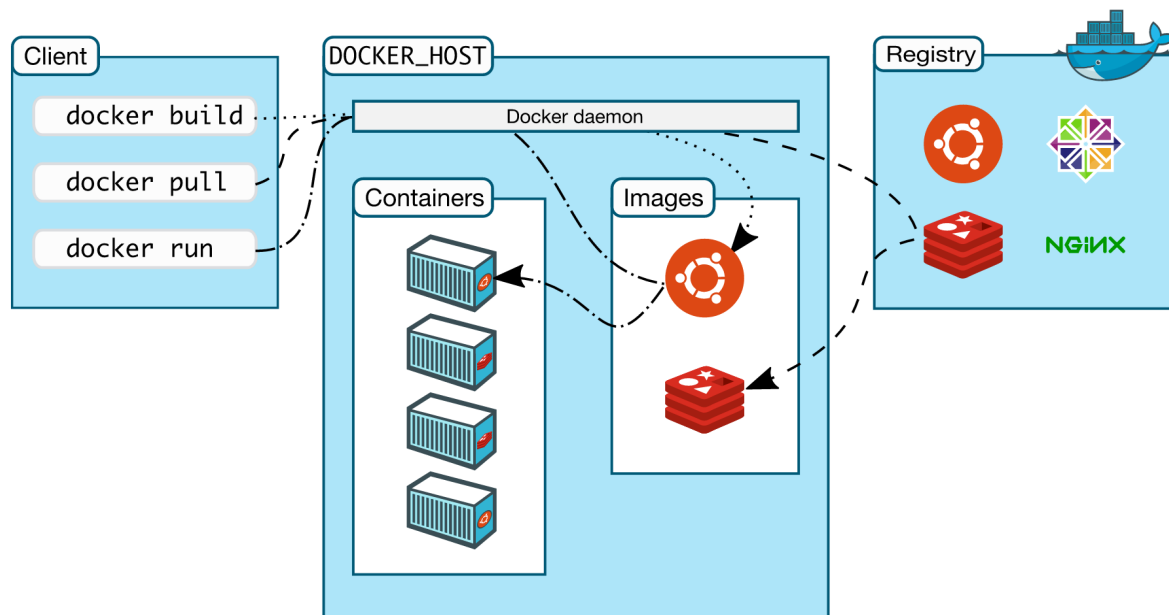 Client
docker build
docker pull
docker run
DOCKER_HOST
Docker daemon
Containers
Images
Registry
NGINX